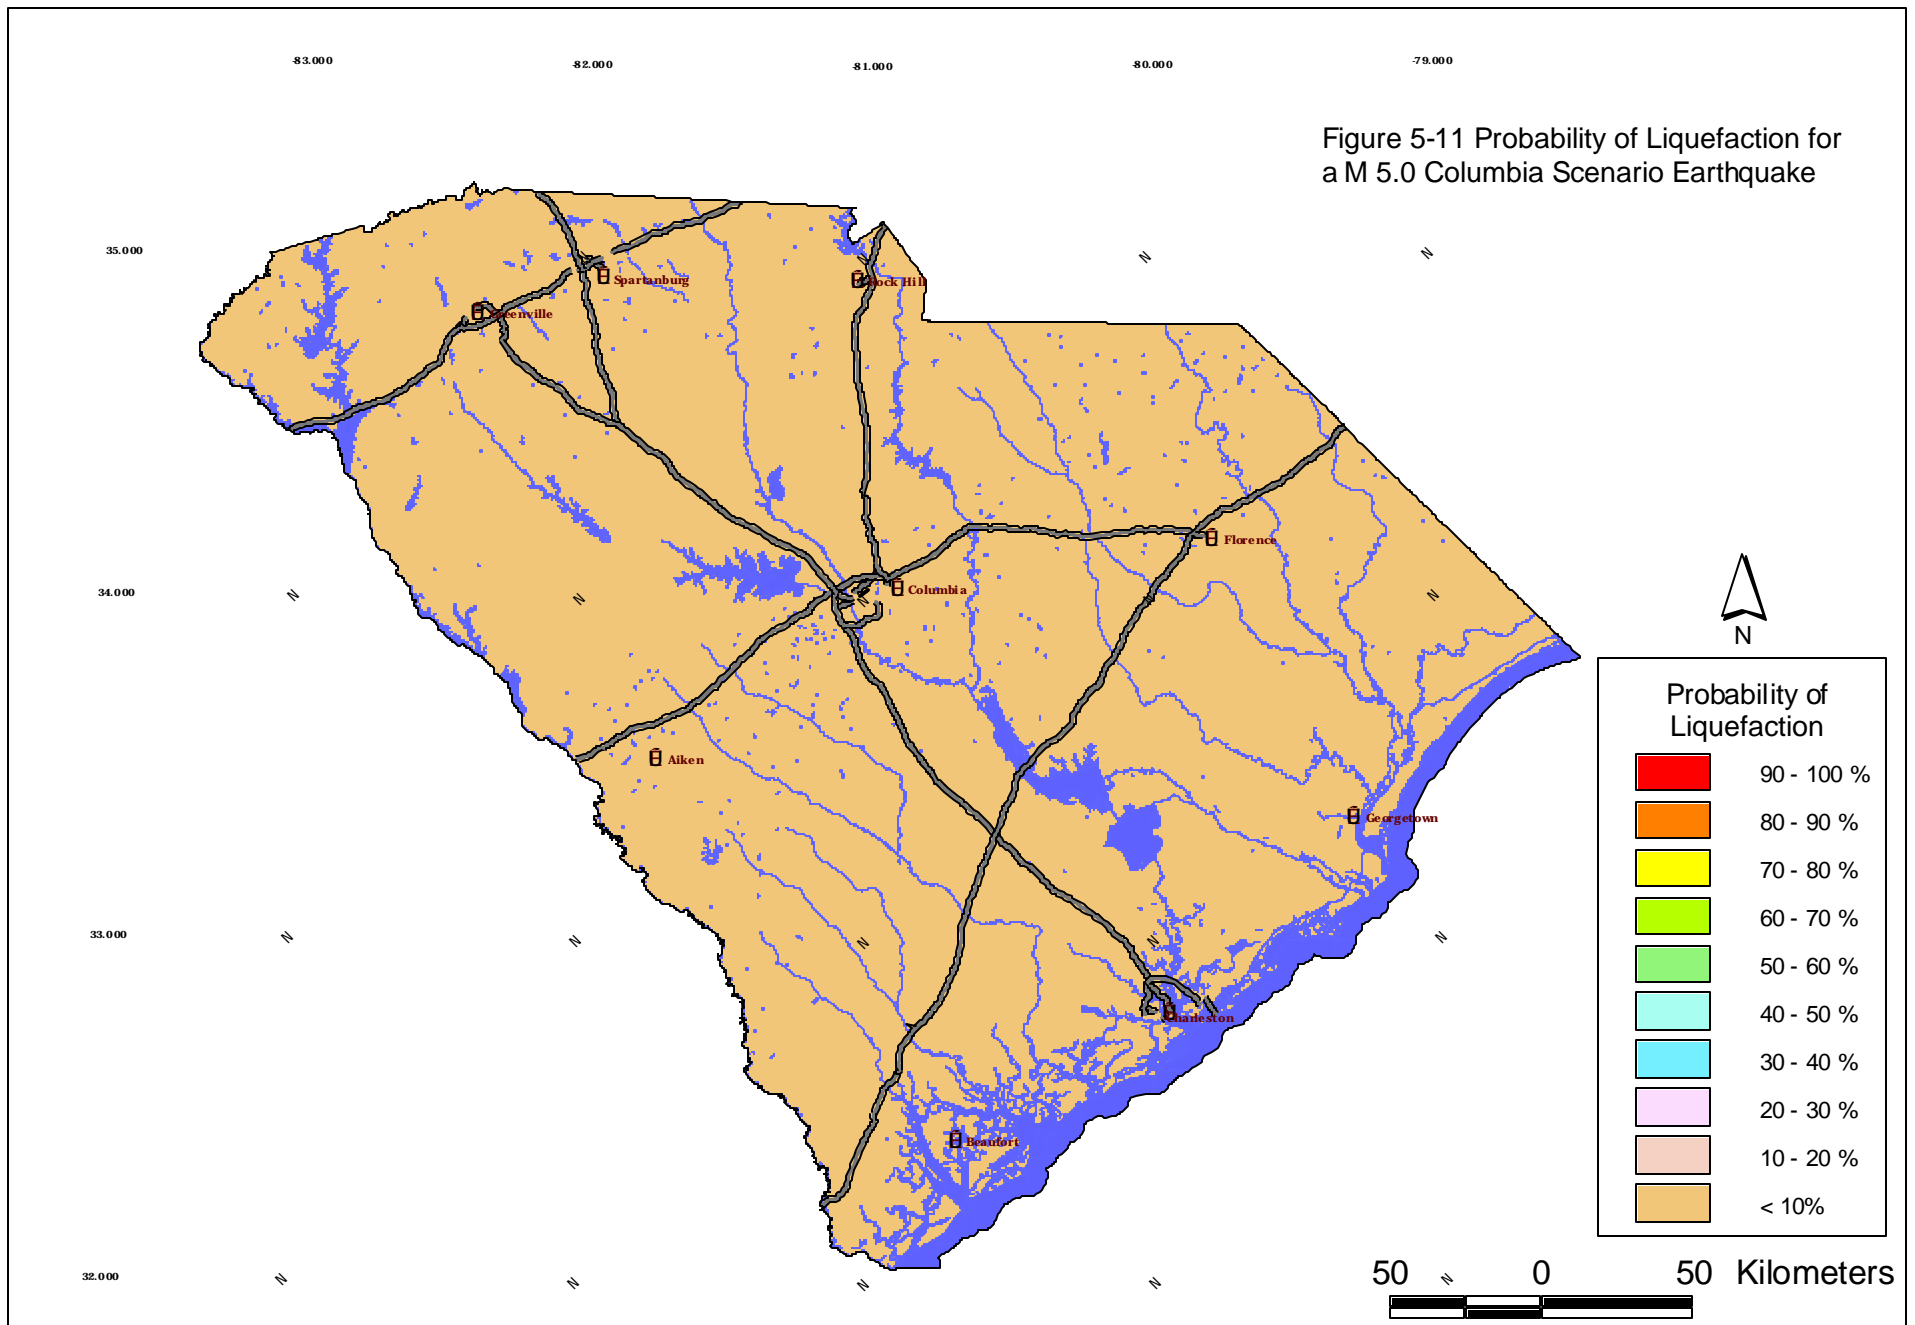 -83.000
-82.000
-81.000
-80.000
-79.000
Figure 5-11 Probability of Liquefaction for
a M 5.0 Columbia Scenario Earthquake
35.000
N
N
N
Spartanburg
Rock Hill
Greenville
Florence
34.000
N
N
N
N
N
Columbia
N
Probability of
Liquefaction
90 - 100 %
80 - 90 %
70 - 80 %
60 - 70 %
50 - 60 %
40 - 50 %
30 - 40 %
20 - 30 %
10 - 20 %
< 10%
Aiken
Georgetown
33.000
N
N
N
N
N
Charleston
Beaufort
32.000
N
N
N
N
N
50 0 50 Kilometers